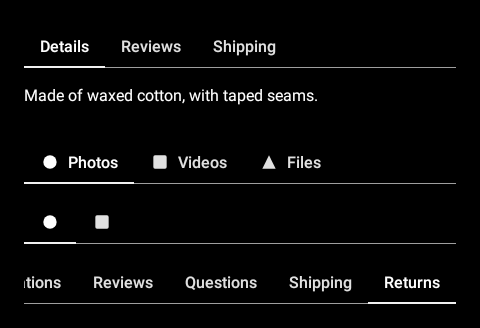 Details Reviews Shipping
Made of waxed cotton, with taped seams.
Photos Videos Files
Reviews Questions Shipping Returns